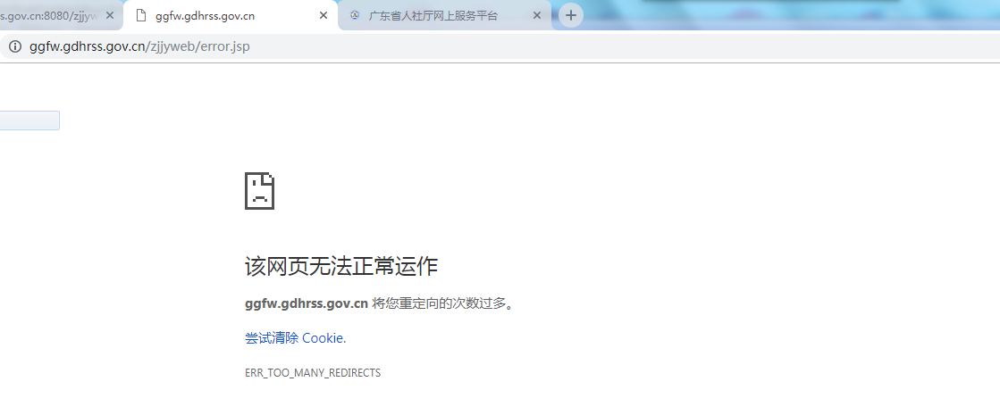 s.gov.cn:8080/zjjyw
ggfw.gdhrss.gov.cn
广东省人社厅网上服务平台
ggfw.gdhrss.gov.cn/zjjyweb/error.jsp
该网页无法正常运作
ggfw.gdhrss.gov.cn 将您重定向的次数过多。
尝试清除 Cookie.
ERR_TOO_MANY_REDIRECTS